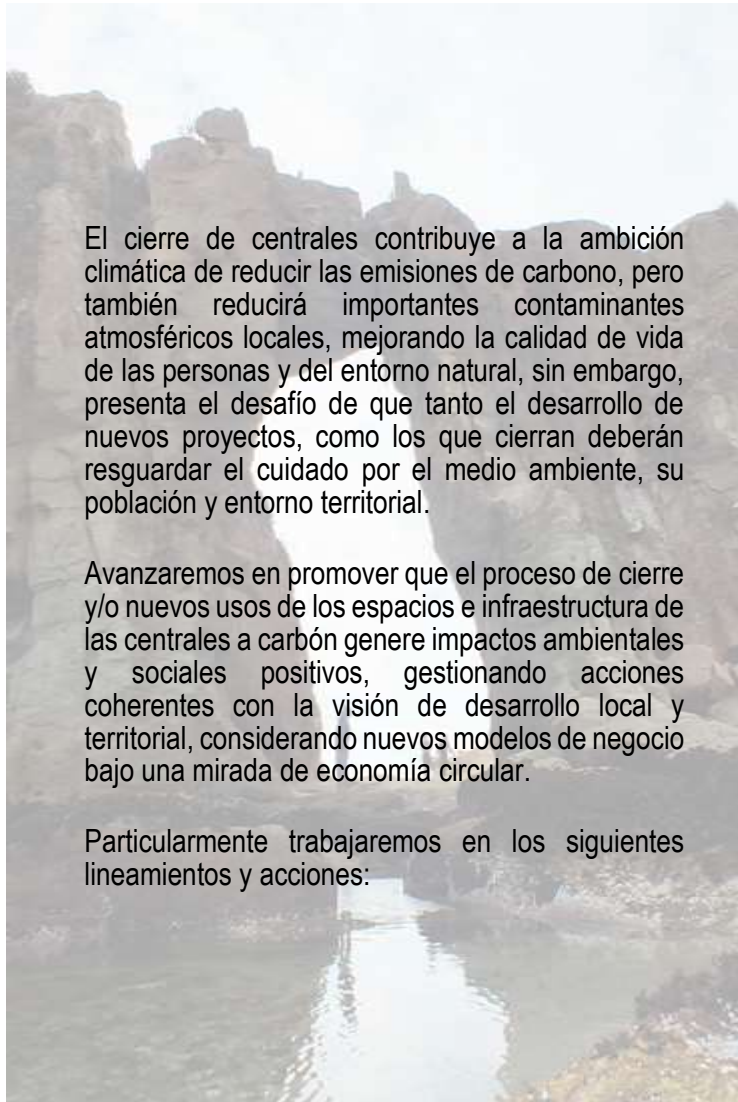 El cierre de centrales contribuye a la ambición
climática de reducir las emisiones de carbono, pero
también reducirá importantes contaminantes
atmosféricos locales, mejorando la calidad de vida
de las personas y del entorno natural, sin embargo,
presenta el desafío de que tanto el desarrollo de
nuevos proyectos, como los que cierran deberán
resguardar el cuidado por el medio ambiente, su
población y entorno territorial.
Avanzaremos en promover que el proceso de cierre
y/o nuevos usos de los espacios e infraestructura de
las centrales a carbón genere impactos ambientales
y sociales positivos, gestionando acciones
coherentes con la visión de desarrollo local y
territorial, considerando nuevos modelos de negocio
bajo una mirada de economía circular.
Particularmente trabajaremos en los siguientes
lineamientos y acciones: